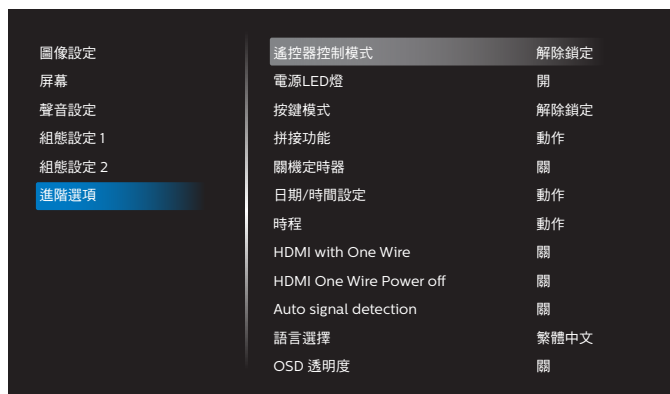 圖像設定
屏幕
聲音設定
組態設定 1
組態設定 2
進階選項
遙控器控制模式 解除鎖定
電源LED燈 開
按鍵模式 解除鎖定
拼接功能 動作
關機定時器 關
日期/時間設定 動作
時程 動作
HDMI with One Wire 關
HDMI One Wire Power off 關
Auto signal detection 關
語言選擇 繁體中文
OSD 透明度 關